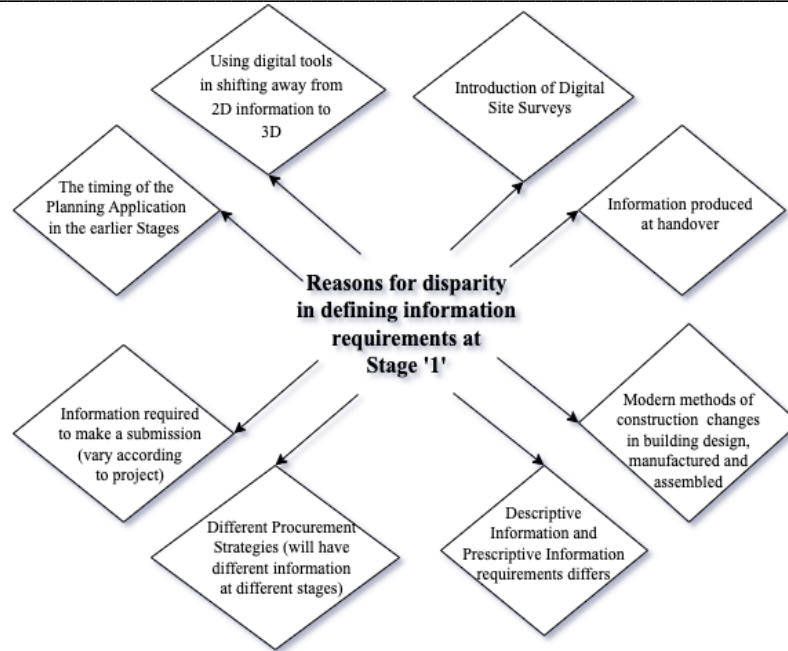 Using digital tools
in shifting away from
2D information to
3D
Introduction of Digital
Site Surveys
The timing of the
Planning Application
in the earlier Stages
Information produced
at handover
Reasons for disparity
in defining information
requirements at
Stage '1'
Information required
to make a submission
(vary according
to project)
Modern methods of
construction changes
in building design,
manufactured and
assembled
Different Procurement
Strategies (will have
different information
at different stages)
Descriptive
Information and
Prescriptive Information
requirements differs